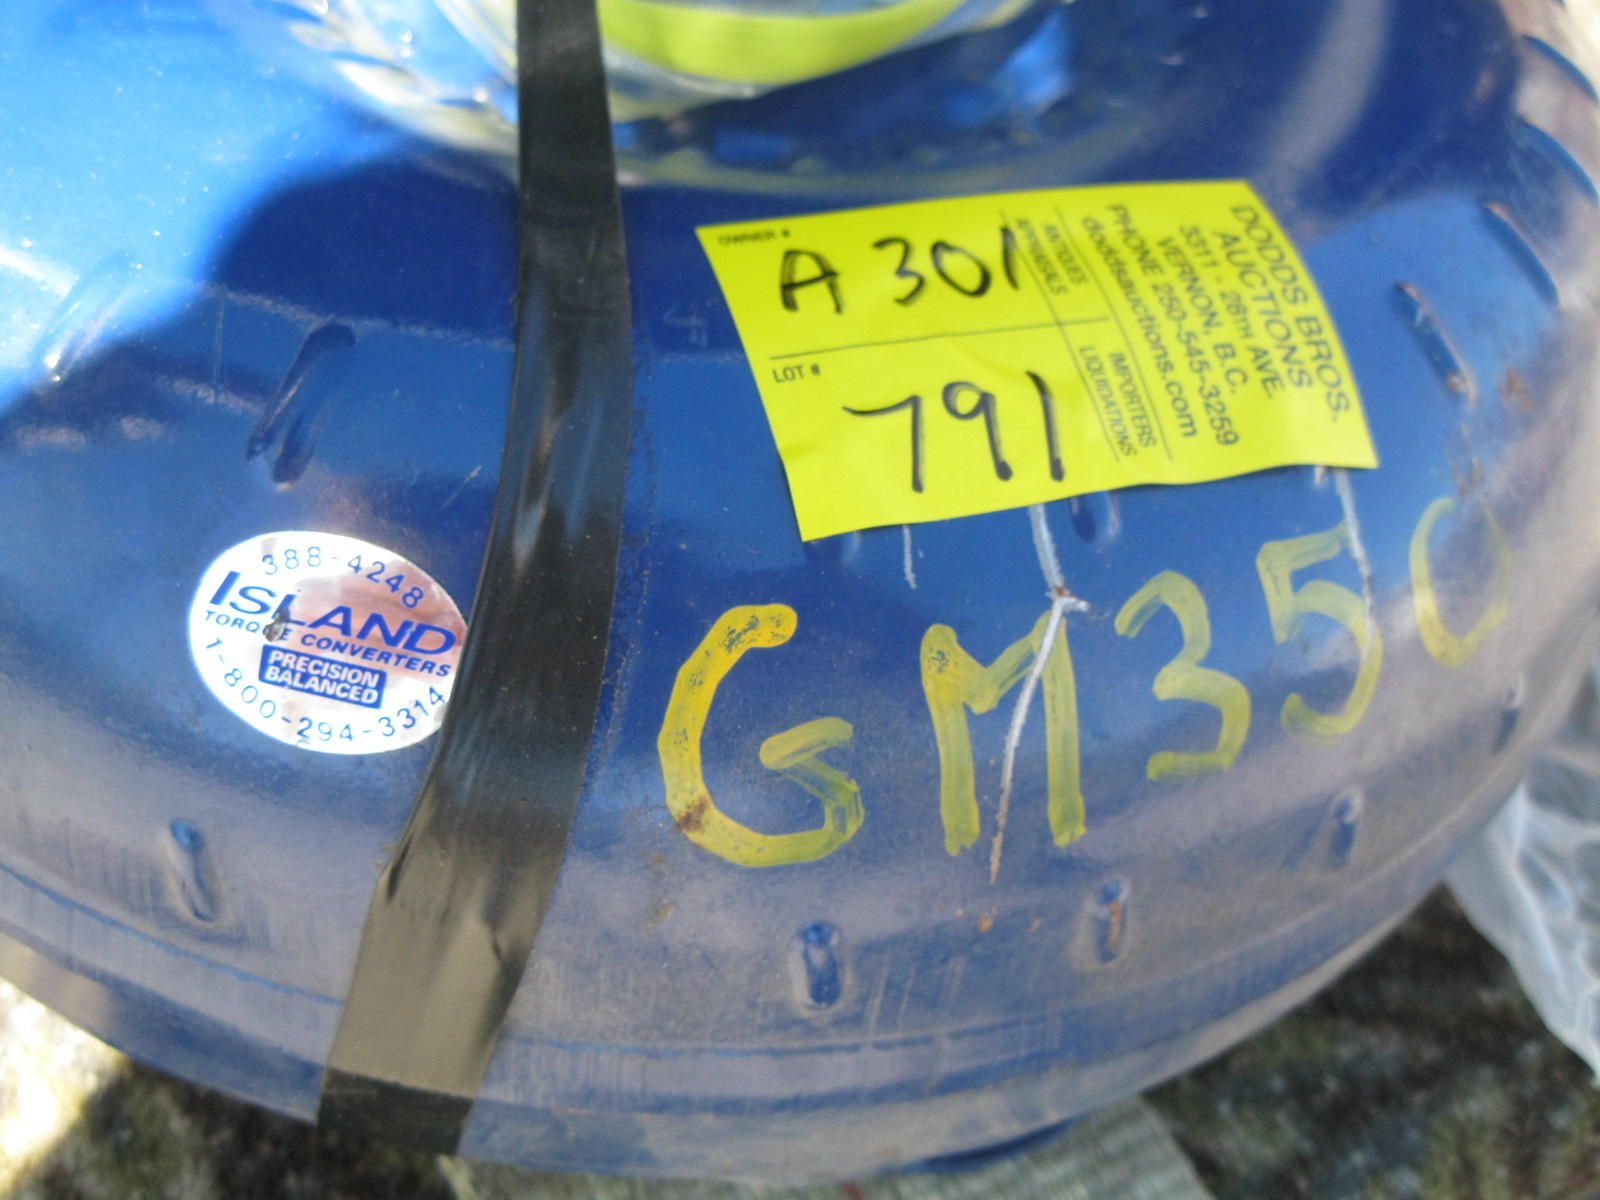 OWNER #
A 301
LOT #
791
ANTIQUES
APPRAISALS
IMPORTERS
LIQUIDATIONS
DODDS BROS.
AUCTIONS
3311 - 28TH AVE.
VERNON, B.C.
PHONE 250-545-3259
doddsauctions.com
388-4248
ISLAND
TORQUE CONVERTERS
PRECISION
BALANCED
1-800-294-3314
GM350